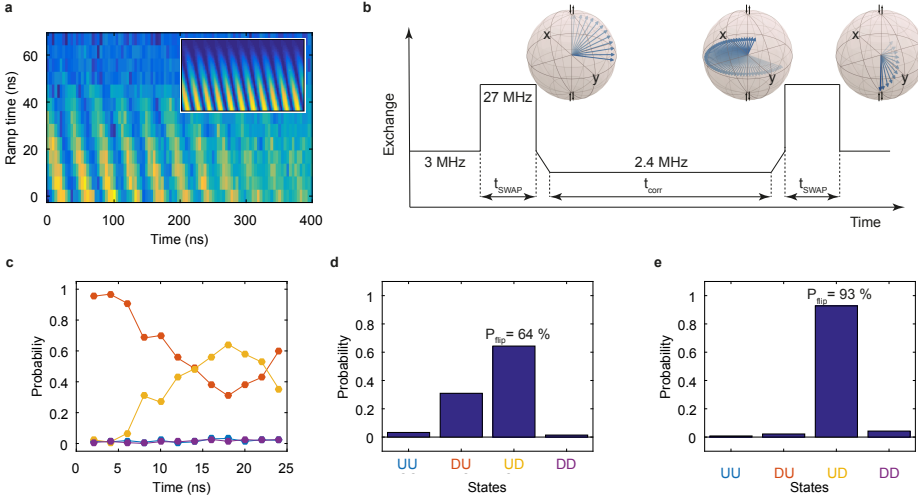 a
Ramp time (ns)
60
40
20
0
0
50
100
150
200
250
300
350
400
Time (ns)
b
Exchange
3 MHz
27 MHz
2.4 MHz
t_SWAP
t_corr
t_SWAP
Time
x
y
x
y
x
y
c
Probability
1
0.8
0.6
0.4
0.2
0
0
5
10
15
20
25
Time (ns)
d
Probability
1
0.8
0.6
0.4
0.2
0
P_flip = 64 %
UU
DU
UD
DD
States
e
Probability
1
0.8
0.6
0.4
0.2
0
P_flip = 93 %
UU
DU
UD
DD
States